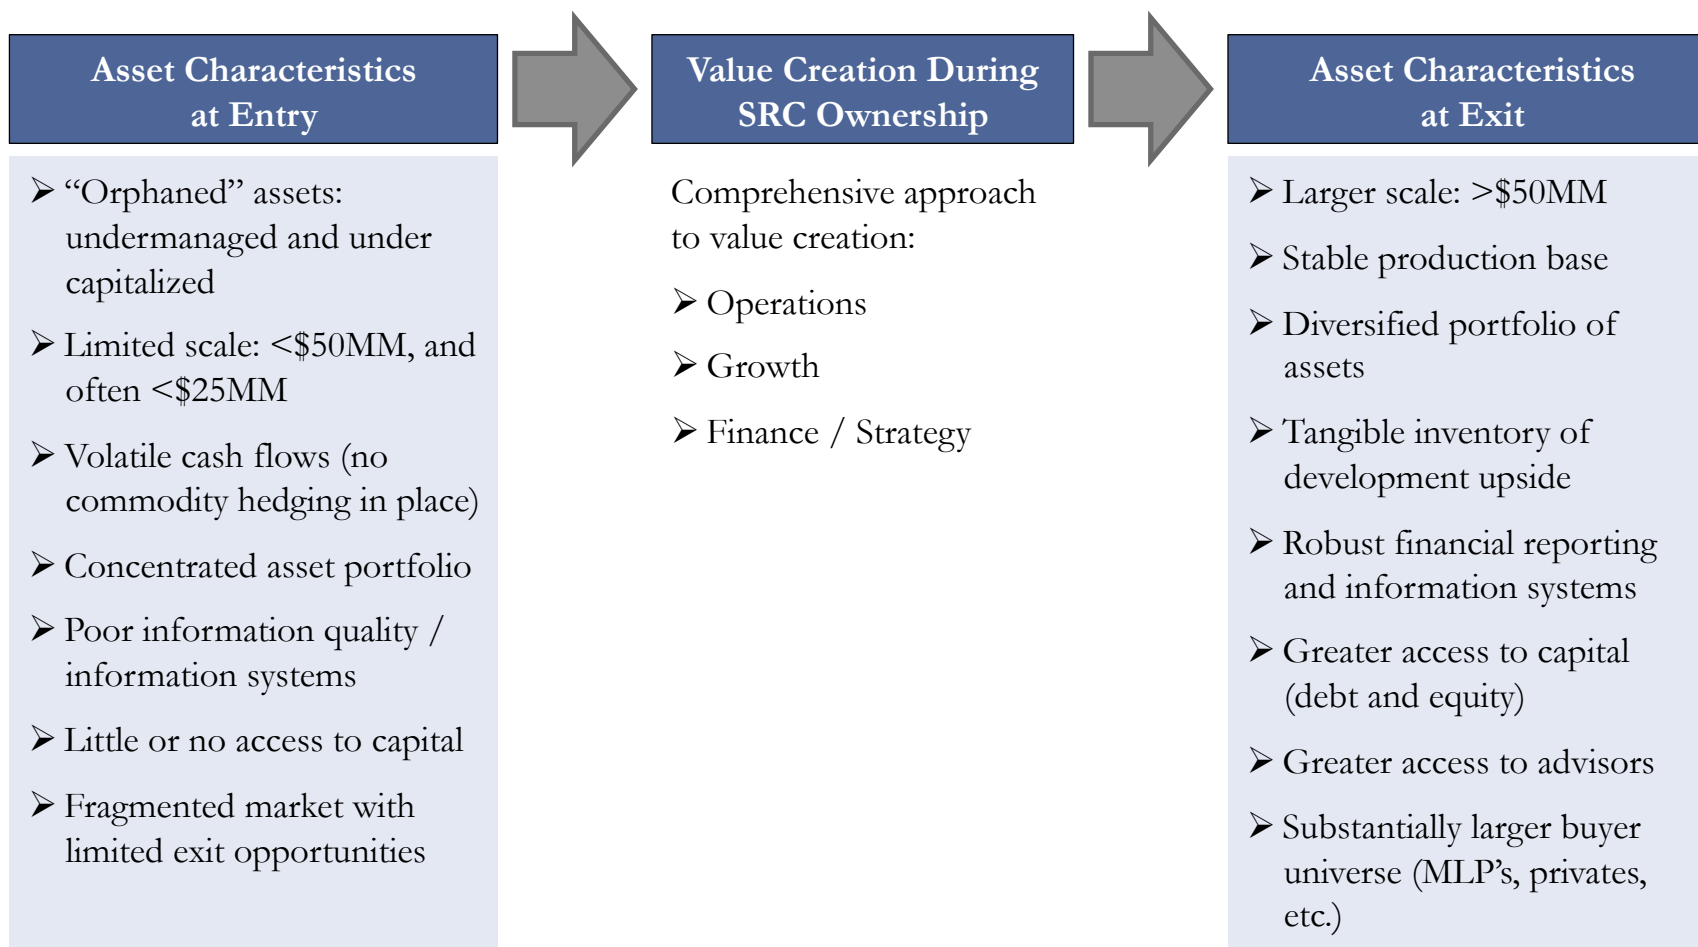 Asset Characteristics
at Entry
➢ “Orphaned” assets:
undermanaged and under
capitalized
➢ Limited scale: <$50MM, and
often <$25MM
➢ Volatile cash flows (no
commodity hedging in place)
➢ Concentrated asset portfolio
➢ Poor information quality /
information systems
➢ Little or no access to capital
➢ Fragmented market with
limited exit opportunities
Value Creation During
SRC Ownership
Comprehensive approach
to value creation:
➢ Operations
➢ Growth
➢ Finance / Strategy
Asset Characteristics
at Exit
➢ Larger scale: >$50MM
➢ Stable production base
➢ Diversified portfolio of
assets
➢ Tangible inventory of
development upside
➢ Robust financial reporting
and information systems
➢ Greater access to capital
(debt and equity)
➢ Greater access to advisors
➢ Substantially larger buyer
universe (MLP’s, privates,
etc.)